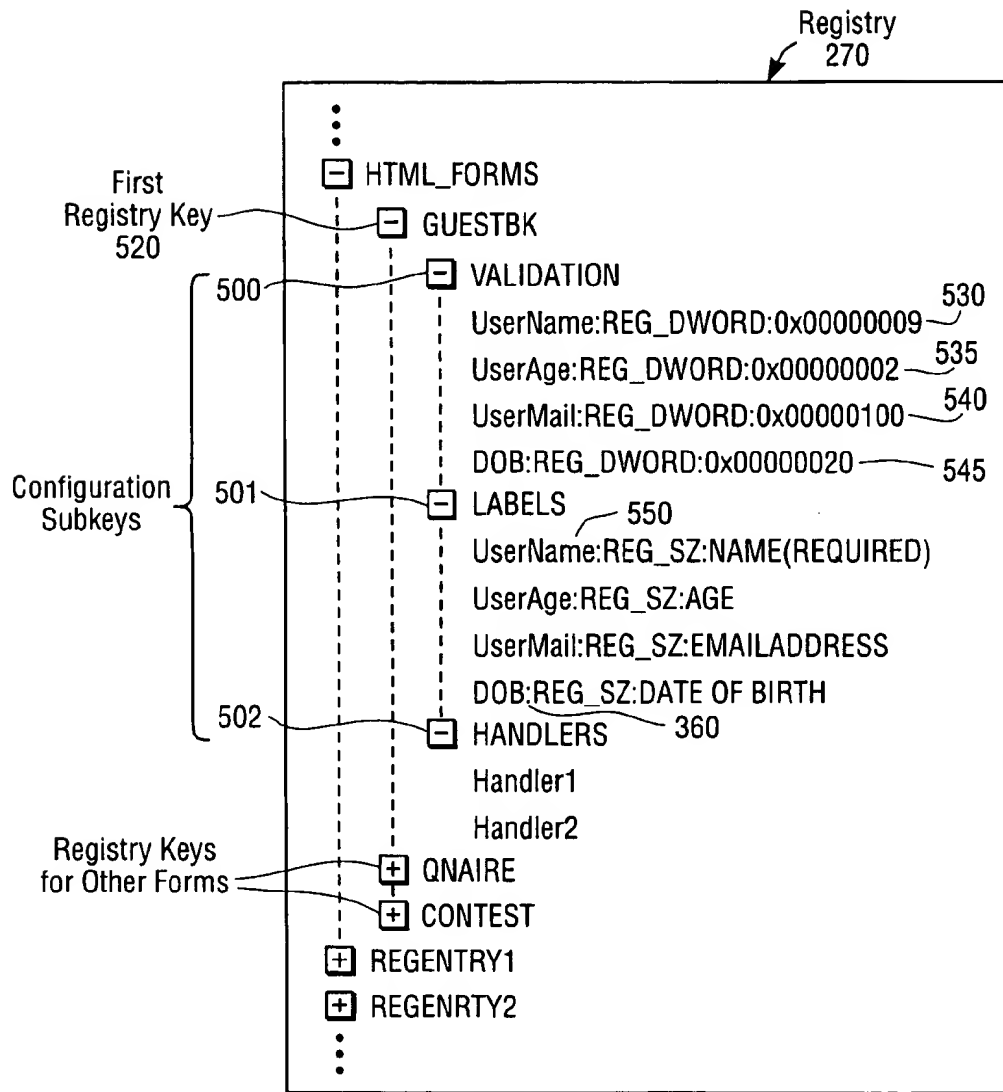 Registry
270
HTML_FORMS
First
Registry Key
520
GUESTBK
500
VALIDATION
UserName:REG_DWORD:0x00000009
530
UserAge:REG_DWORD:0x00000002
535
UserMail:REG_DWORD:0x00000100
540
DOB:REG_DWORD:0x00000020
545
Configuration
Subkeys
501
LABELS
550
UserName:REG_SZ:NAME(REQUIRED)
UserAge:REG_SZ:AGE
UserMail:REG_SZ:EMAILADDRESS
DOB:REG_SZ:DATE OF BIRTH
360
502
HANDLERS
Handler1
Handler2
Registry Keys
for Other Forms
QNAIRE
CONTEST
REGENTRY1
REGENRTY2